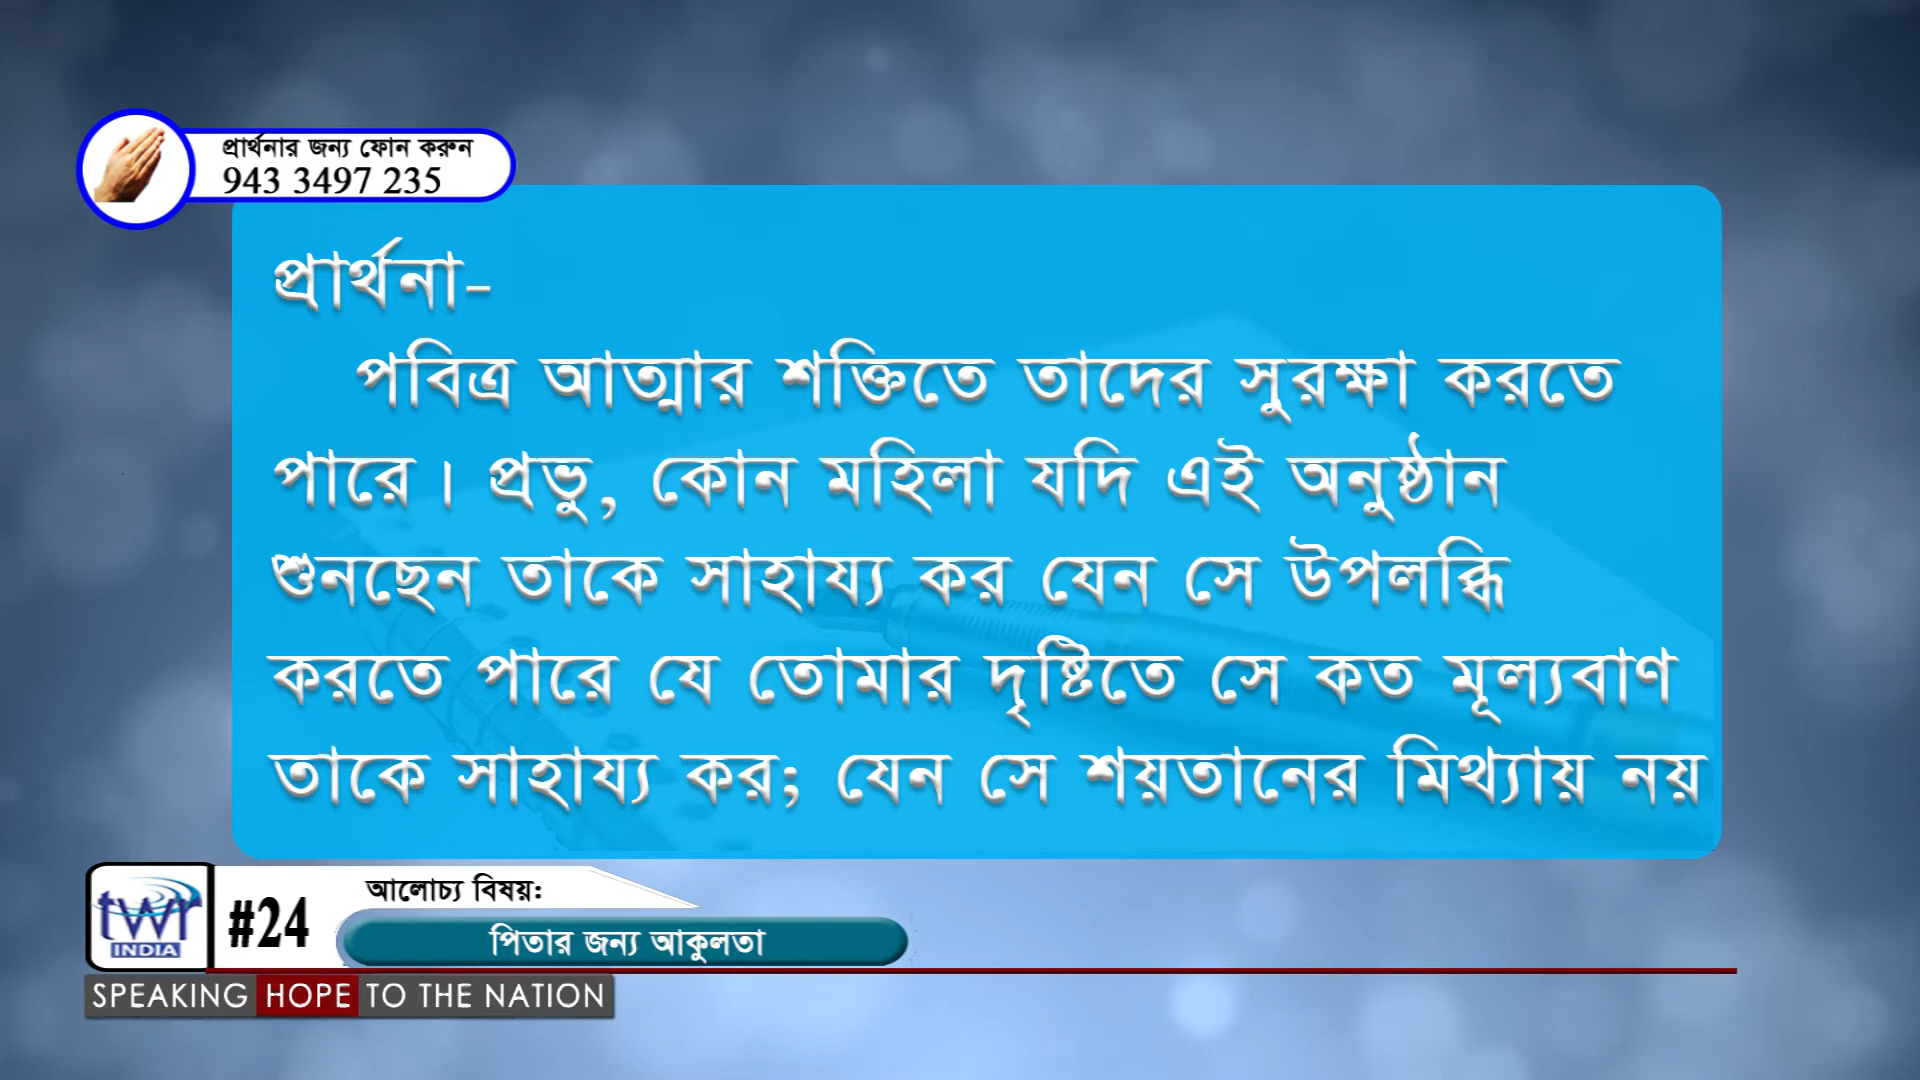 প্রার্থনার জন্য ফোন করুন
943 3497 235
প্রার্থনা-
পবিত্র আত্মার শক্তিতে তাদের সুরক্ষা করতে
পারে। প্রভু, কোন মহিলা যদি এই অনুষ্ঠান
শুনছেন তাকে সাহায্য কর যেন সে উপলব্ধি
করতে পারে যে তোমার দৃষ্টিতে সে কত মূল্যবাণ
তাকে সাহায্য কর; যেন সে শয়তানের মিথ্যায় নয়
twr
INDIA
#24
আলোচ্য বিষয়:
পিতার জন্য আকুলতা
SPEAKING HOPE TO THE NATION